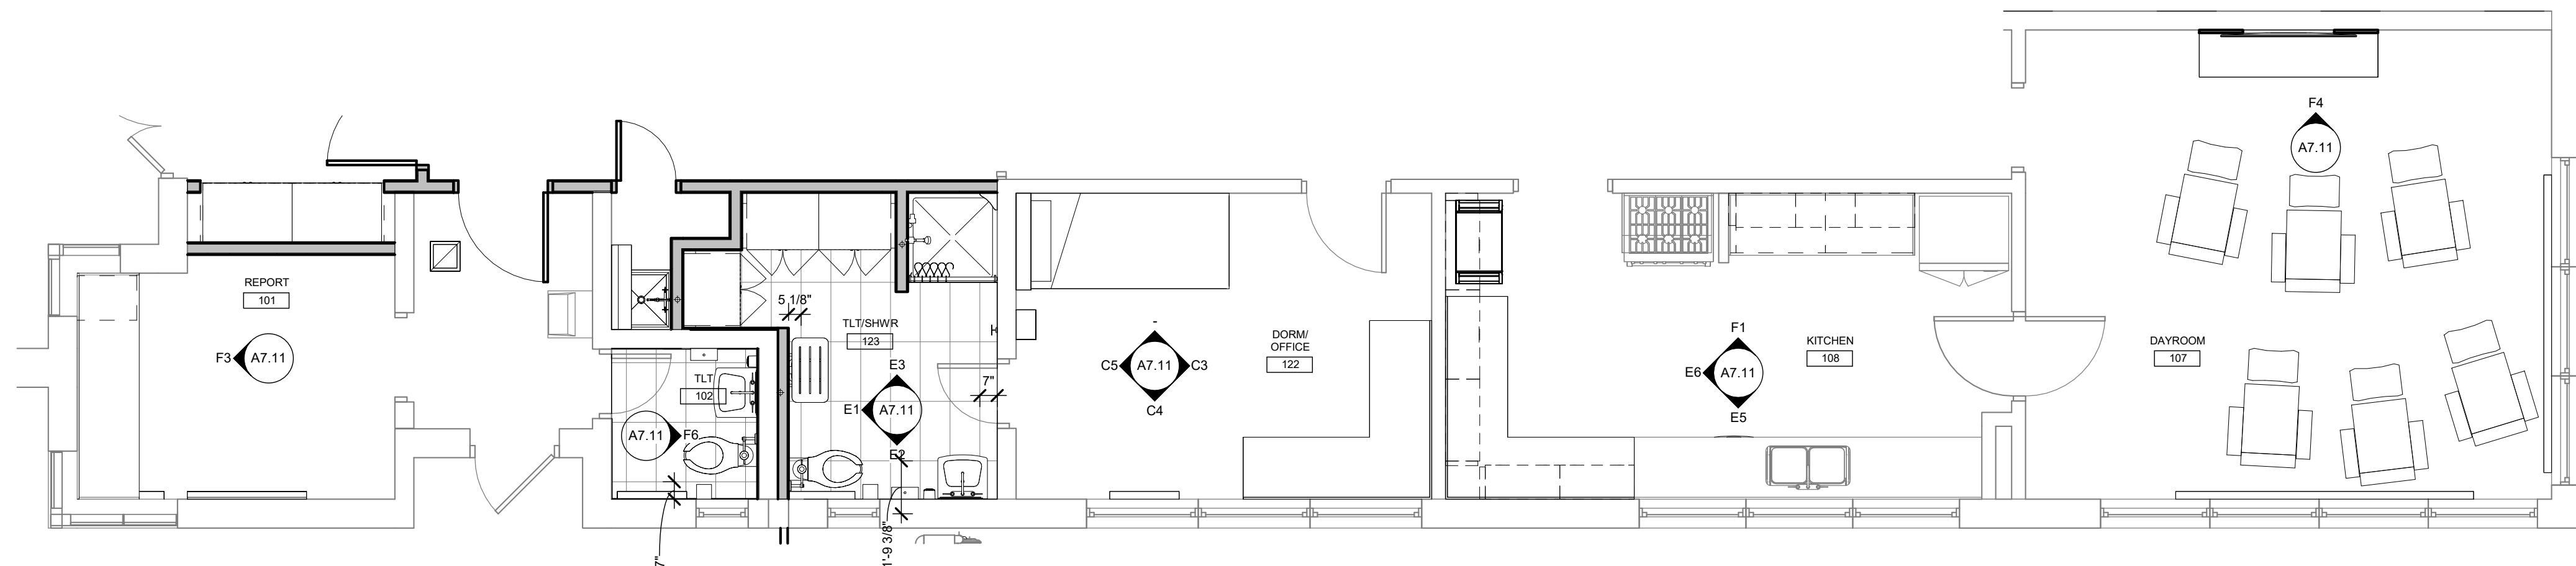 F4
A7.11
REPORT
101
F3
A7.11
5 1/8"
TLT/SHWR
123
E3
E1
A7.11
E2
7"
TLT
102
A7.11
F6
7"
1'-9 3/8"
-
C5
A7.11
C3
C4
DORM/
OFFICE
122
F1
E6
A7.11
E5
KITCHEN
108
DAYROOM
107